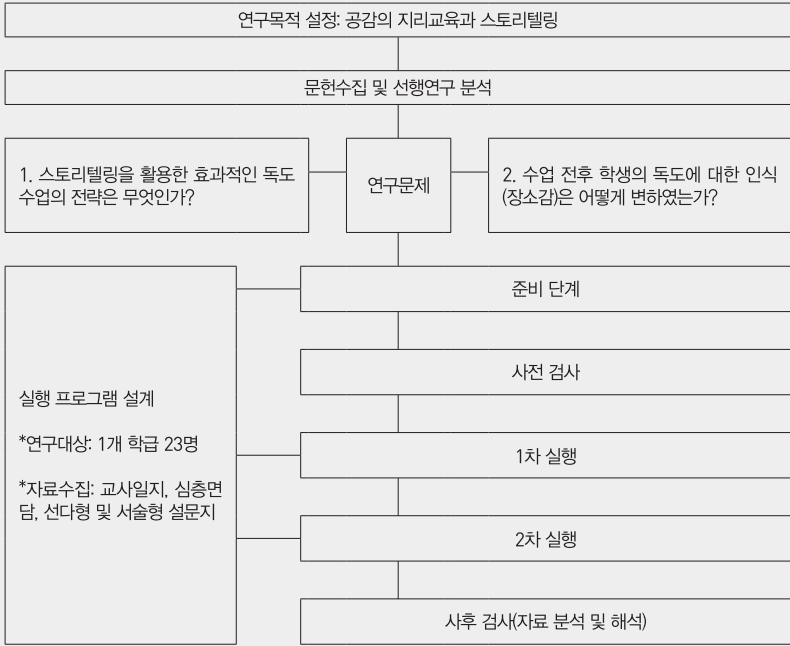 연구목적 설정: 공감의 지리교육과 스토리텔링
문헌수집 및 선행연구 분석
1. 스토리텔링을 활용한 효과적인 독도
수업의 전략은 무엇인가?
연구문제
2. 수업 전후 학생의 독도에 대한 인식
(장소감)은 어떻게 변하였는가?
실행 프로그램 설계
*연구대상: 1개 학급 23명
*자료수집: 교사일지, 심층면
담, 선다형 및 서술형 설문지
준비 단계
사전 검사
1차 실행
2차 실행
사후 검사(자료 분석 및 해석)